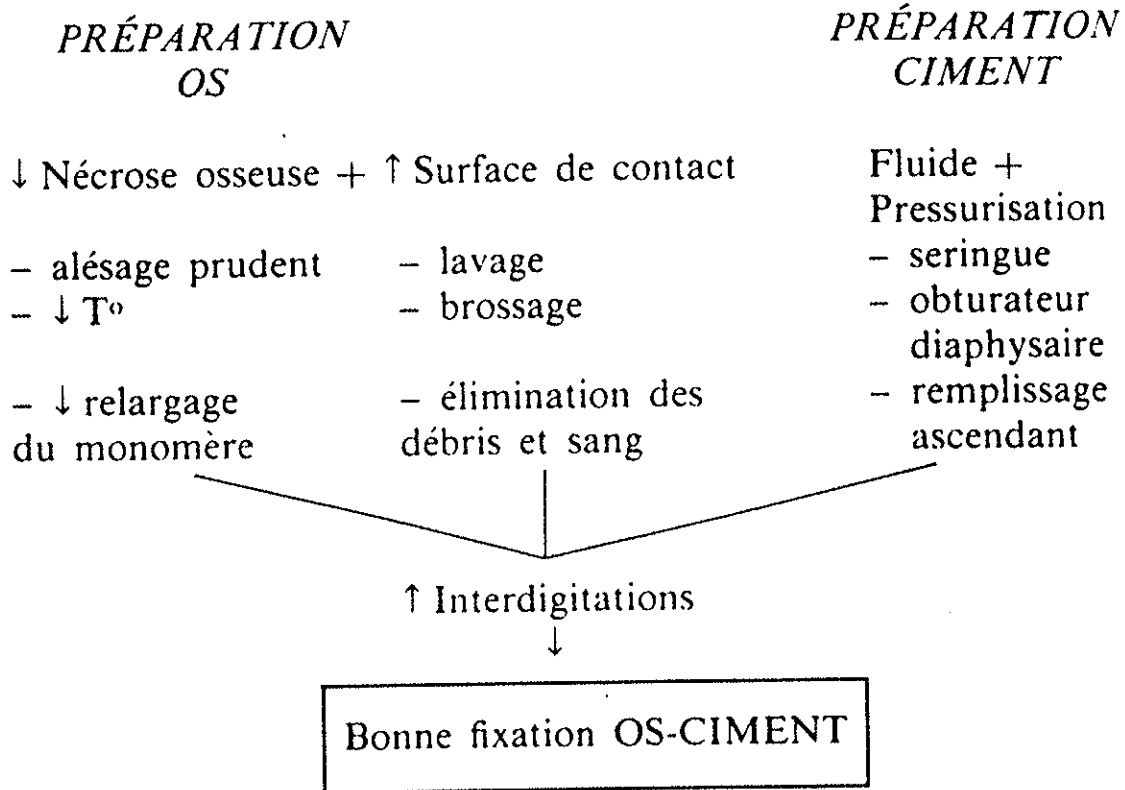 PRÉPARATION
OS
PRÉPARATION
CIMENT
↓ Nécrose osseuse + ↑ Surface de contact
– alésage prudent
– ↓ T°
– ↓ relargage
du monomère
– lavage
– brossage
– élimination des
débris et sang
Fluide +
Pressurisation
– seringue
– obturateur
diaphysaire
– remplissage
ascendant
↑ Interdigitations
↓
Bonne fixation OS-CIMENT